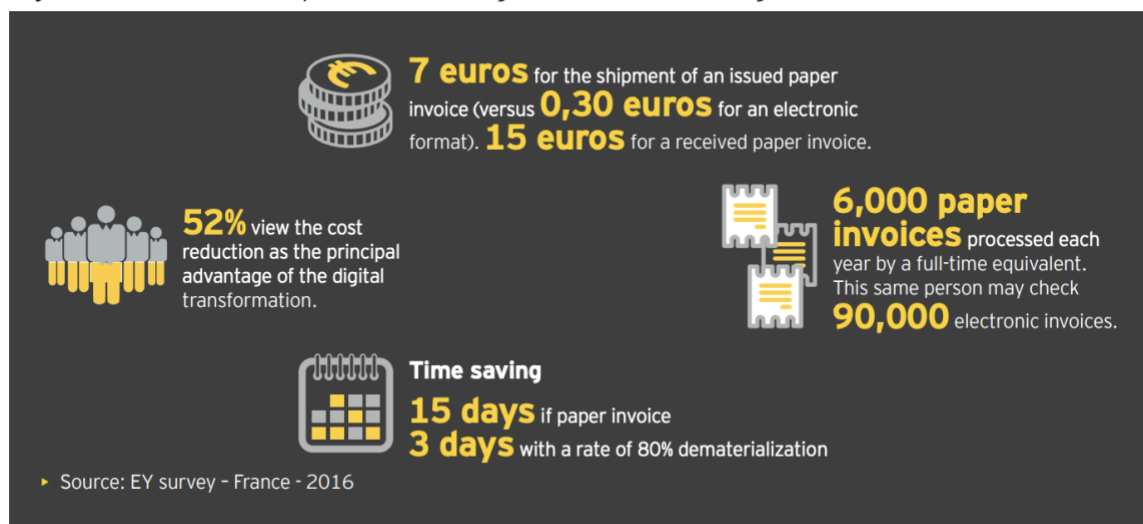 7 euros for the shipment of an issued paper
invoice (versus 0,30 euros for an electronic
format). 15 euros for a received paper invoice.
52% view the cost
reduction as the principal
advantage of the digital
transformation.
6,000 paper
invoices processed each
year by a full-time equivalent.
This same person may check
90,000 electronic invoices.
Time saving
15 days if paper invoice
3 days with a rate of 80% dematerialization
▸ Source: EY survey – France - 2016